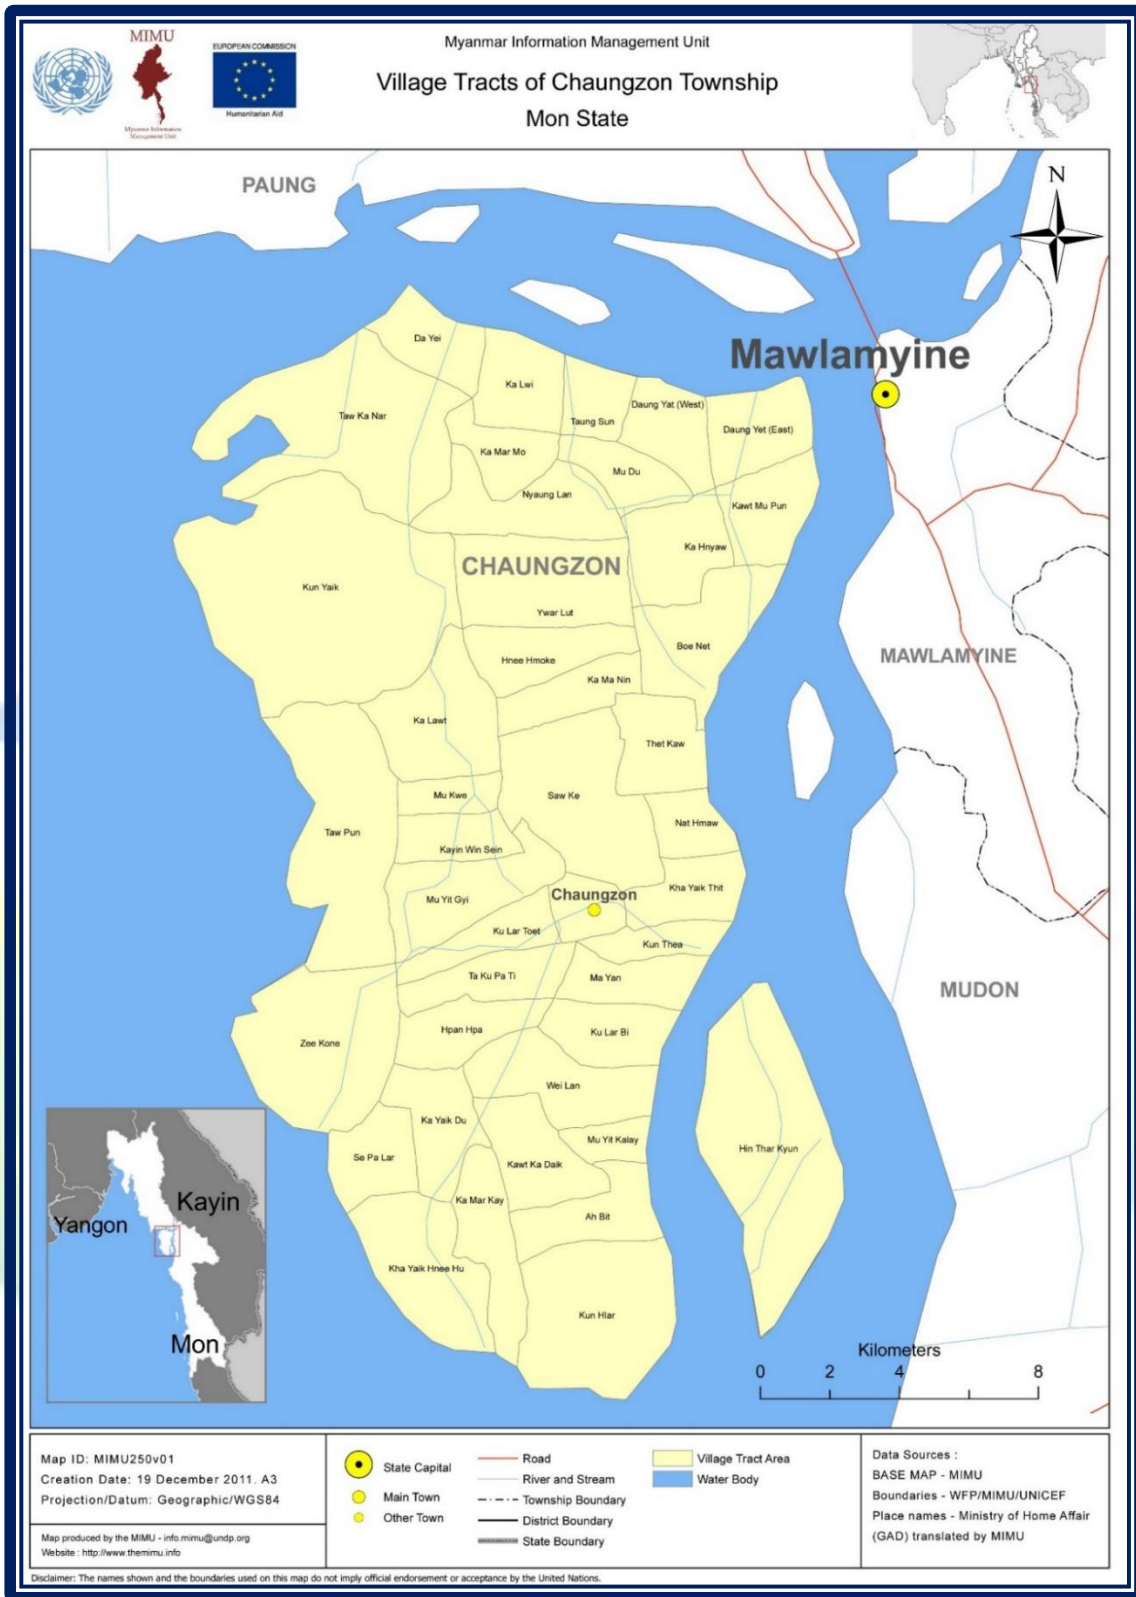 MIMU
Myanmar Information
Management Unit
EUROPEAN COMMISSION
Humanitarian Aid
Myanmar Information Management Unit
Village Tracts of Chaungzon Township
Mon State
PAUNG
N
Mawlamyine
Da Yei
Ka Lwi
Taw Ka Nar
Taung Sun
Daung Yat (West)
Daung Yet (East)
Ka Mar Mo
Mu Du
Nyaung Lan
Kawt Mu Pun
Ka Hnyaw
CHAUNGZON
Kun Yaik
Ywar Lut
Boe Net
MAWLAMYINE
Hnee Hmoke
Ka Ma Nin
Ka Lawt
Thet Kaw
Mu Kwe
Saw Ke
Taw Pun
Nat Hmaw
Kayin Win Sein
Kha Yaik Thit
Mu Yit Gyi
Chaungzon
Ku Lar Toet
Kun Thea
Ta Ku Pa Ti
Ma Yan
MUDON
Hpan Hpa
Ku Lar Bi
Zee Kone
Wei Lan
Ka Yaik Du
Mu Yit Kalay
Hin Thar Kyun
Se Pa Lar
Kawt Ka Daik
Ka Mar Kay
Ah Bit
Kha Yaik Hnee Hu
Kun Hlar
Kayin
Yangon
Mon
Kilometers
0 2 4 8
Map ID: MIMU250v01
Creation Date: 19 December 2011. A3
Projection/Datum: Geographic/WGS84
Map produced by the MIMU - info.mimu@undp.org
Website : http://www.themimu.info
State Capital
Main Town
Other Town
Road
River and Stream
Township Boundary
District Boundary
State Boundary
Village Tract Area
Water Body
Data Sources :
BASE MAP - MIMU
Boundaries - WFP/MIMU/UNICEF
Place names - Ministry of Home Affair
(GAD) translated by MIMU
Disclaimer: The names shown and the boundaries used on this map do not imply official endorsement or acceptance by the United Nations.